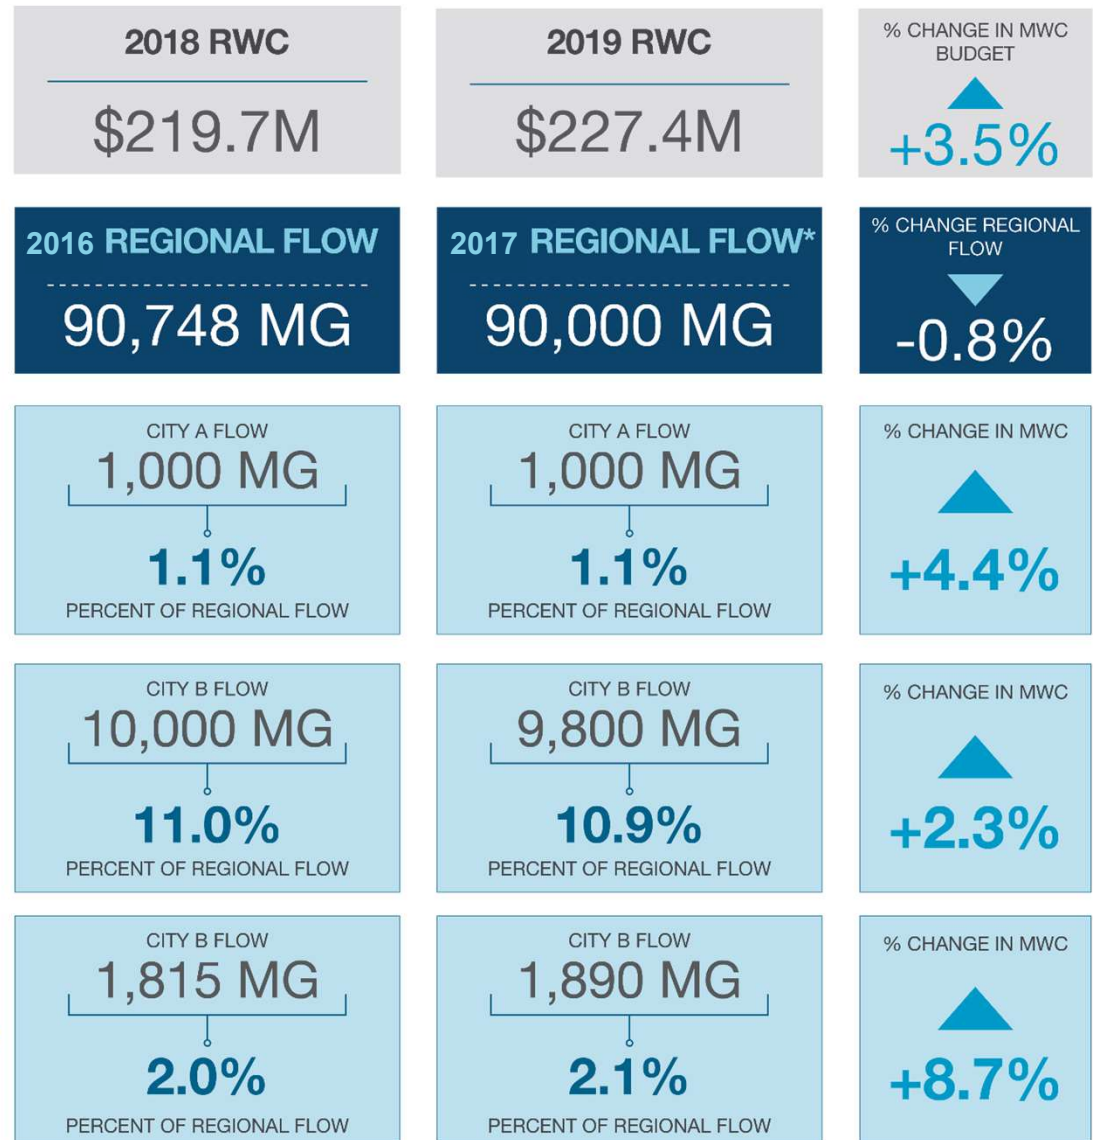 2018 RWC
$219.7M
2019 RWC
$227.4M
% CHANGE IN MWC
BUDGET
+3.5%
2016 REGIONAL FLOW
90,748 MG
2017 REGIONAL FLOW*
90,000 MG
% CHANGE REGIONAL
FLOW
-0.8%
CITY A FLOW
1,000 MG
1.1%
PERCENT OF REGIONAL FLOW
CITY A FLOW
1,000 MG
1.1%
PERCENT OF REGIONAL FLOW
% CHANGE IN MWC
+4.4%
CITY B FLOW
10,000 MG
11.0%
PERCENT OF REGIONAL FLOW
CITY B FLOW
9,800 MG
10.9%
PERCENT OF REGIONAL FLOW
% CHANGE IN MWC
+2.3%
CITY B FLOW
1,815 MG
2.0%
PERCENT OF REGIONAL FLOW
CITY B FLOW
1,890 MG
2.1%
PERCENT OF REGIONAL FLOW
% CHANGE IN MWC
+8.7%